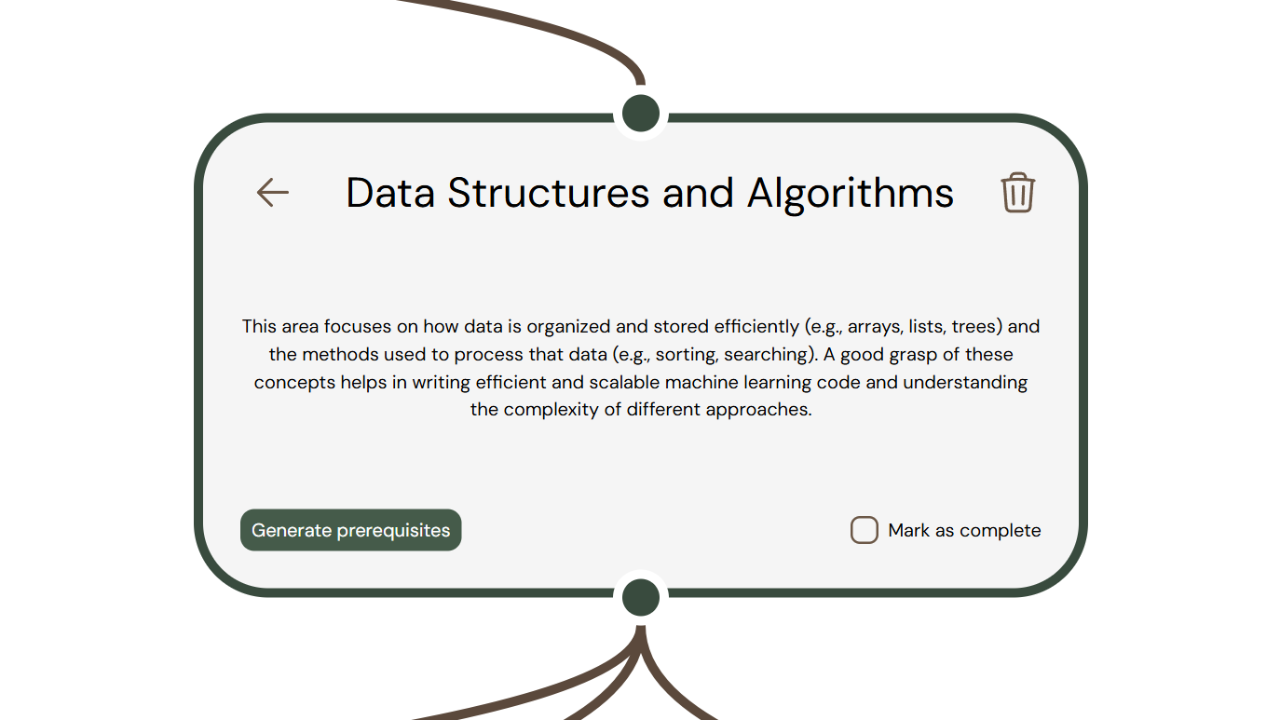 Data Structures and Algorithms
This area focuses on how data is organized and stored efficiently (e.g., arrays, lists, trees) and
the methods used to process that data (e.g., sorting, searching). A good grasp of these
concepts helps in writing efficient and scalable machine learning code and understanding
the complexity of different approaches.
Generate prerequisites
Mark as complete